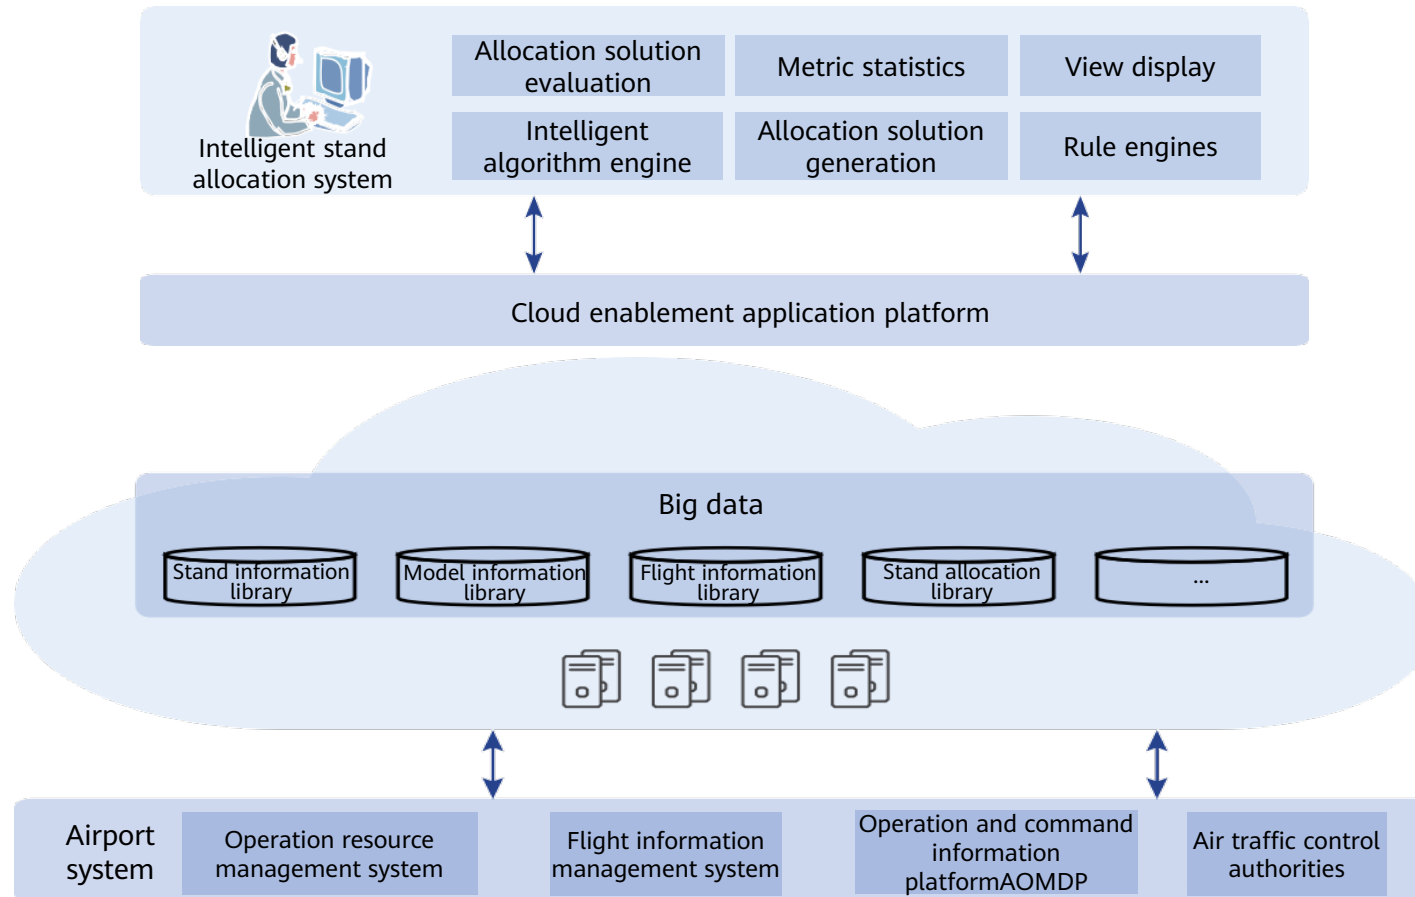 Allocation solution
evaluation
Metric statistics
View display
Intelligent stand
allocation system
Intelligent
algorithm engine
Allocation solution
generation
Rule engines
Cloud enablement application platform
Big data
Stand information
library
Model information
library
Flight information
library
Stand allocation
library
...
Airport
system
Operation resource
management system
Flight information
management system
Operation and command
information
platformAOMDP
Air traffic control
authorities